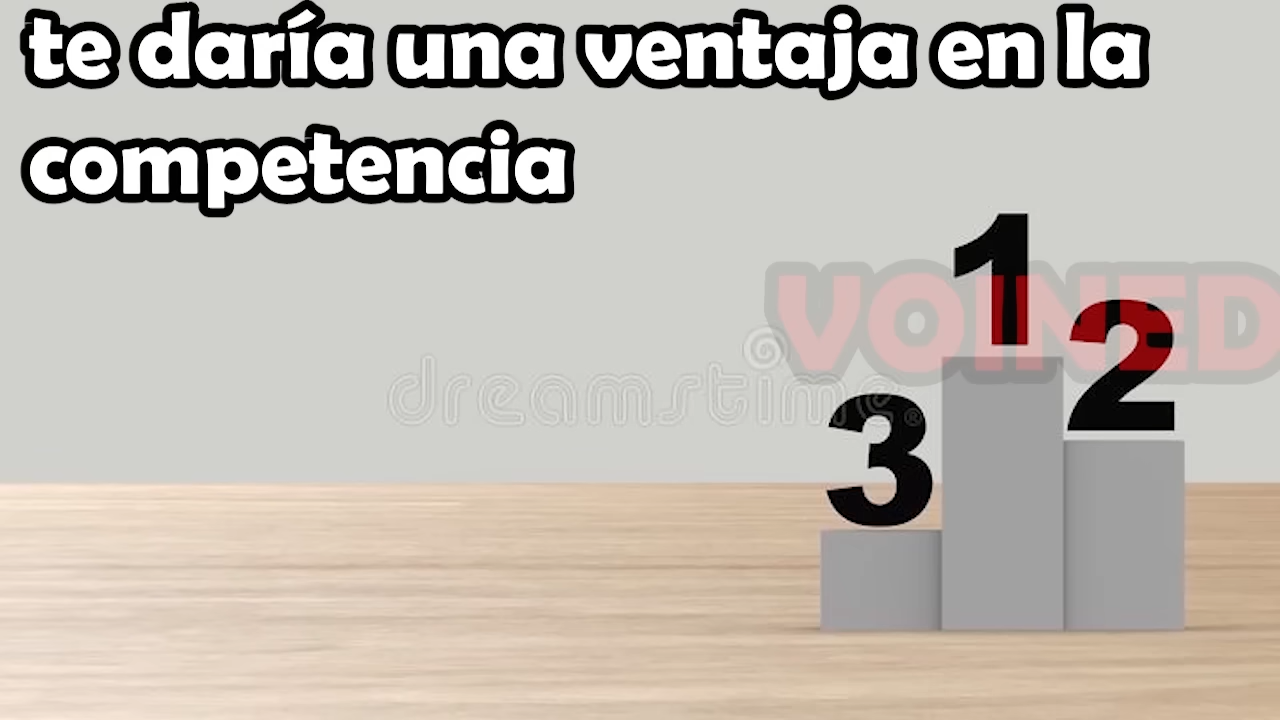 te daría una ventaja en la
competencia
VOINED
1
2
dreamstime
3